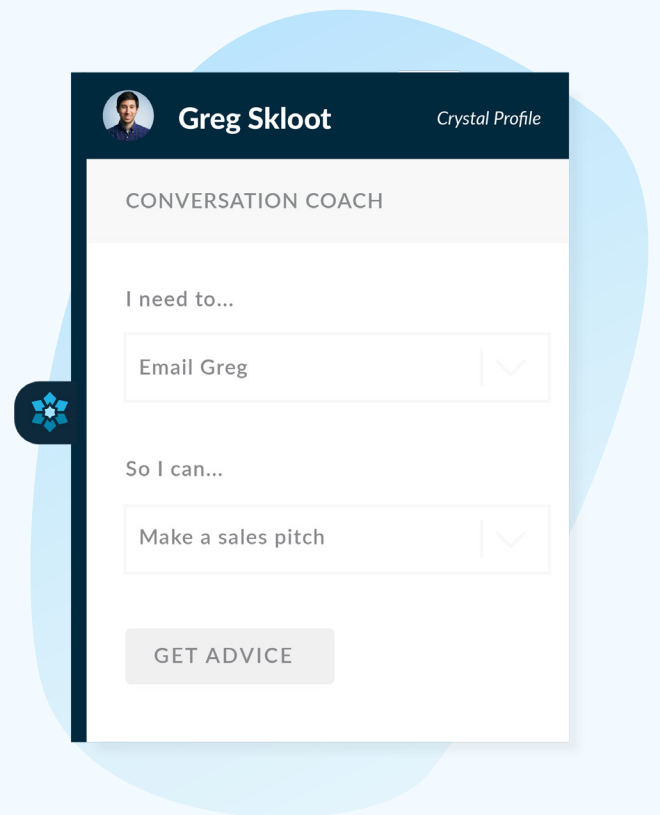 Greg Skloot
Crystal Profile
CONVERSATION COACH
I need to...
Email Greg
So I can...
Make a sales pitch
GET ADVICE